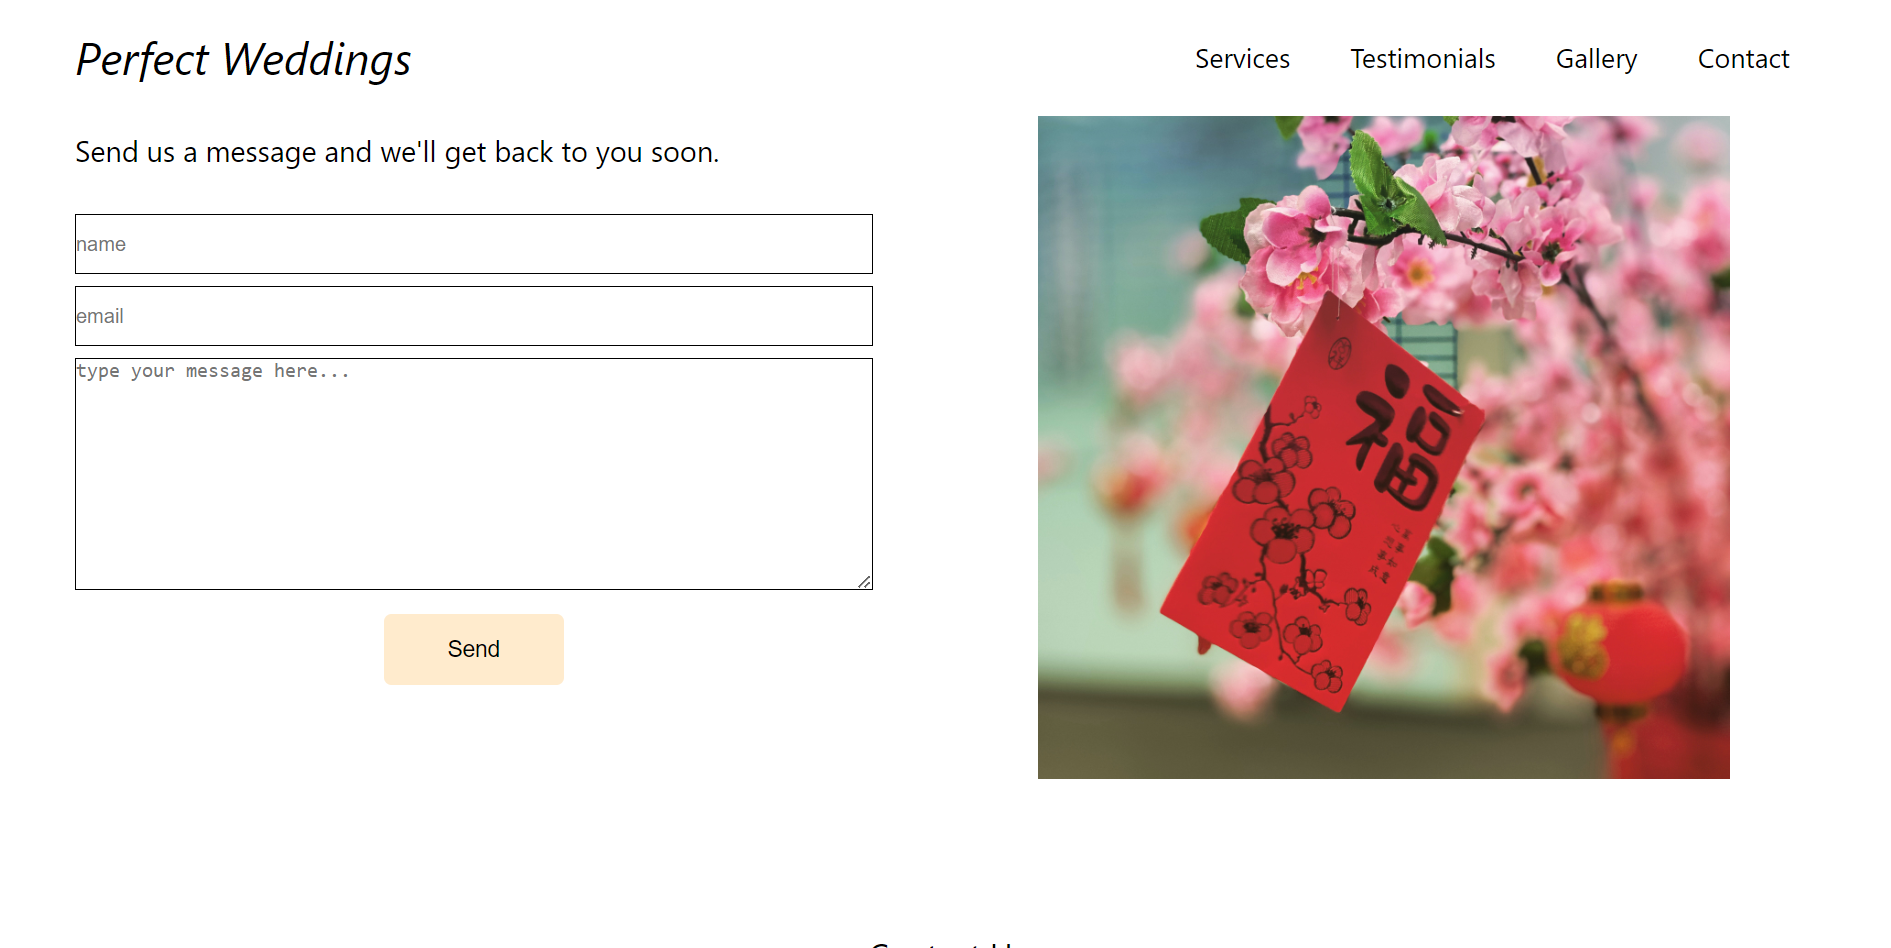 Perfect Weddings
Services Testimonials Gallery Contact
Send us a message and we'll get back to you soon.
name
email
type your message here...
Send
福